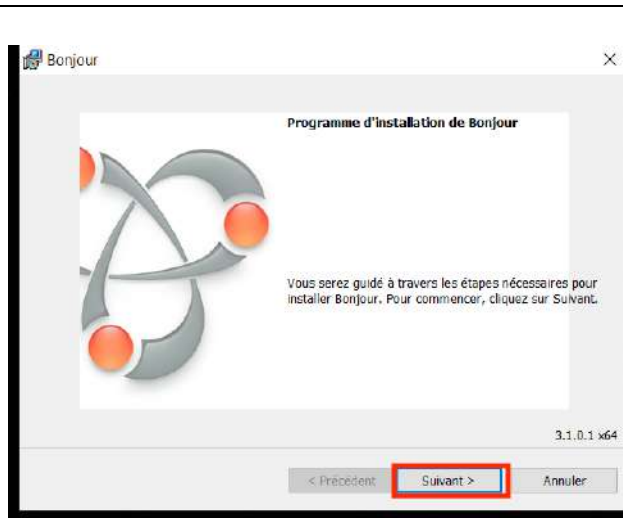 Bonjour
Programme d'installation de Bonjour
Vous serez guidé à travers les étapes nécessaires pour
installer Bonjour. Pour commencer, cliquez sur Suivant.
3.1.0.1 x64
< Précédent Suivant > Annuler